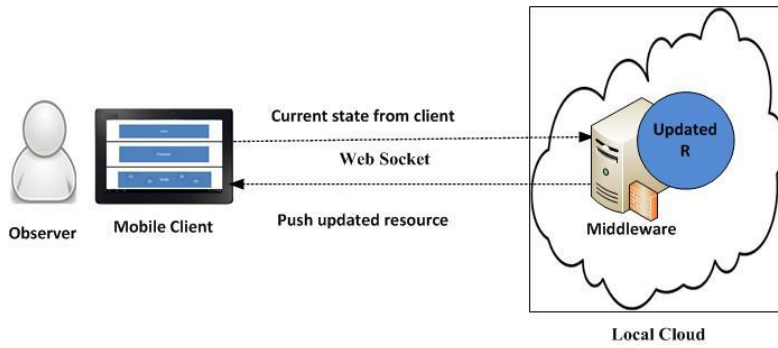 Current state from client
Web Socket
Push updated resource
Observer
Mobile Client
Updated
R
Middleware
Local Cloud